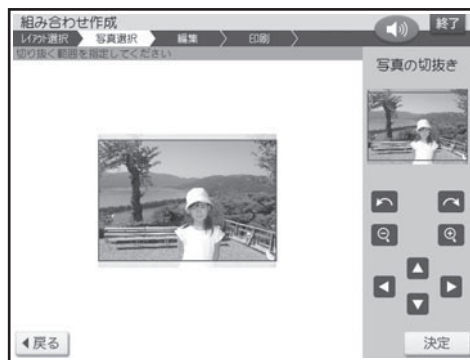 組み合わせ作成
終了
レイアウト選択
写真選択
編集
印刷
切り抜く範囲を指定してください
写真の切抜き
戻る
決定